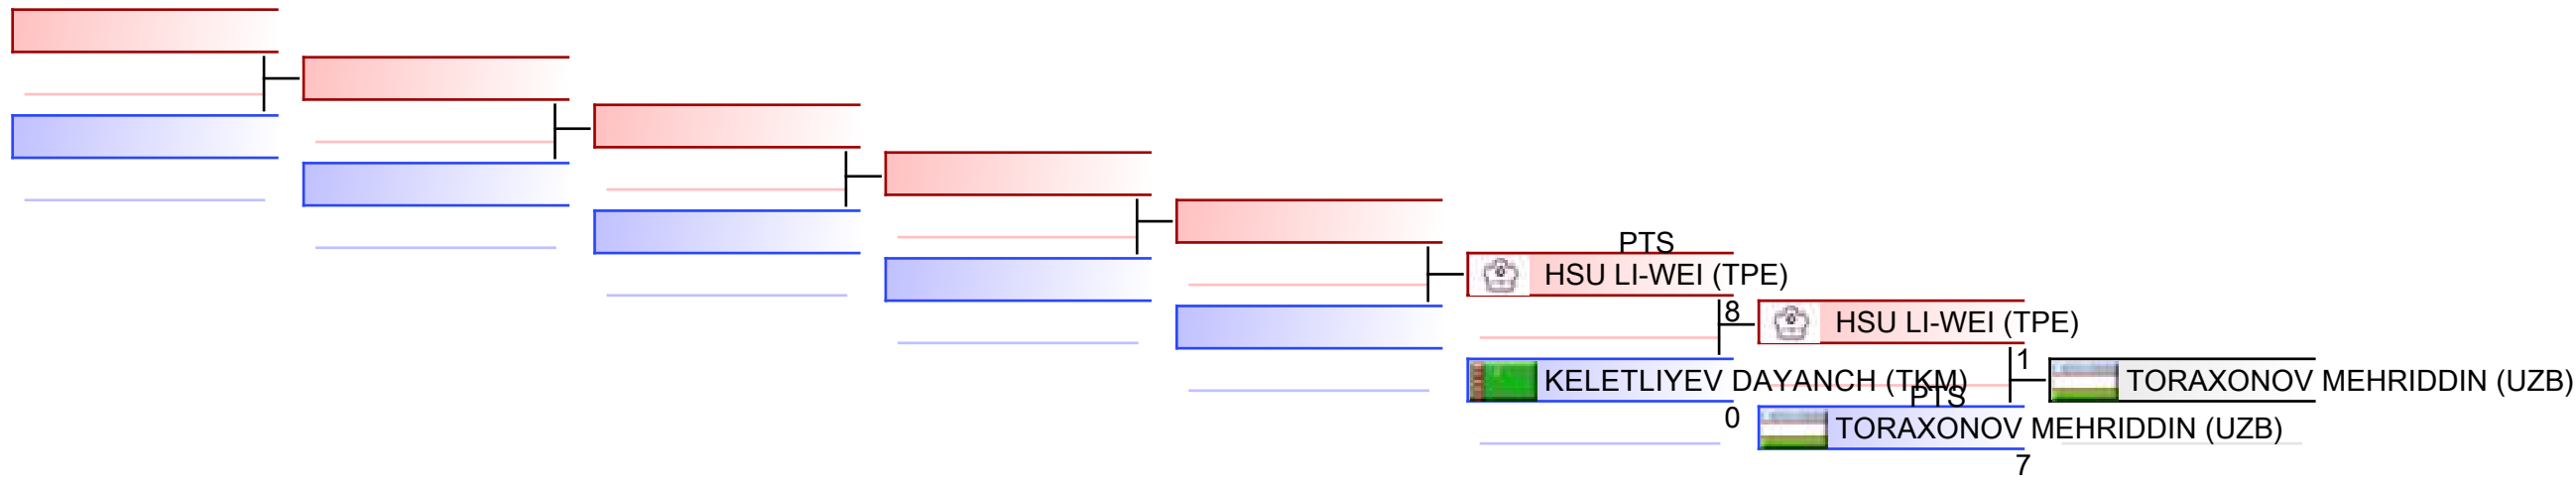 PTS
HSU LI-WEI (TPE)
8
HSU LI-WEI (TPE)
1
KELETLIYEV DAYANCH (TKM)
TORAXONOV MEHRIDDIN (UZB)
PTS
0
TORAXONOV MEHRIDDIN (UZB)
7